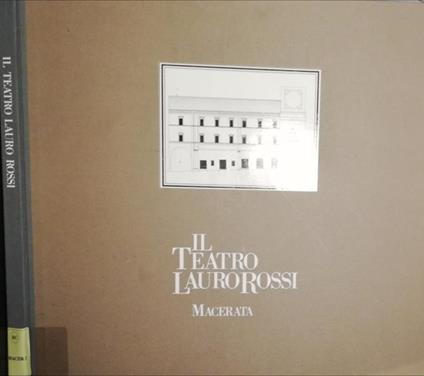 IL TEATRO LAURO ROSSI
IL
TEATRO
LAURO ROSSI
MACERATA